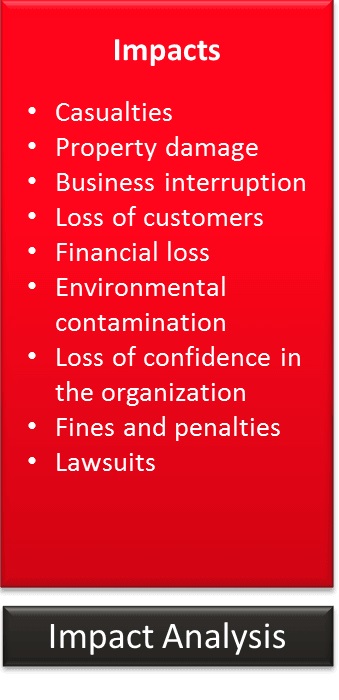 Impacts
• Casualties
• Property damage
• Business interruption
• Loss of customers
• Financial loss
• Environmental
contamination
• Loss of confidence in
the organization
• Fines and penalties
• Lawsuits
Impact Analysis